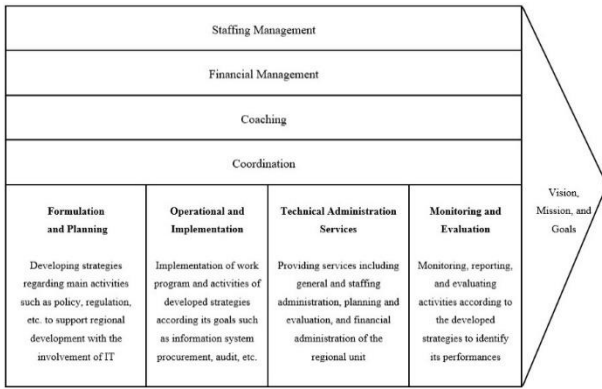 Staffing Management
Financial Management
Coaching
Coordination
Formulation
and Planning
Developing strategies
regarding main activities
such as policy, regulation,
etc. to support regional
development with the
involvement of IT
Operational and
Implementation
Implementation of work
program and activities of
developed strategies
according its goals such
as information system
procurement, audit, etc.
Technical Administration
Services
Providing services including
general and staffing
administration, planning and
evaluation, and financial
administration of the
regional unit
Monitoring and
Evaluation
Monitoring, reporting,
and evaluating
activities according to
the developed
strategies to identify
its performances
Vision,
Mission, and
Goals